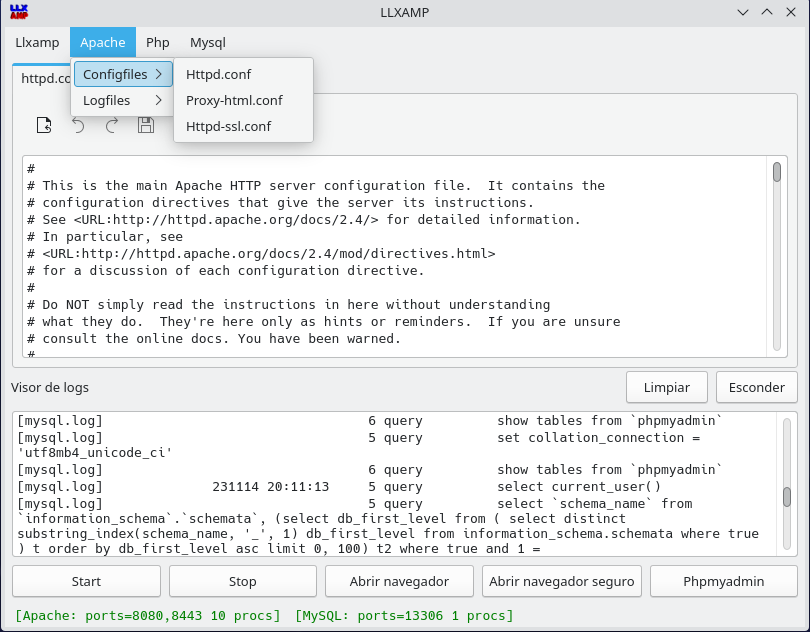 LLX
AMP
LLXAMP
Llxamp Apache Php Mysql
Configfiles
Logfiles
Httpd.conf
Proxy-html.conf
Httpd-ssl.conf
httpd.co
#
# This is the main Apache HTTP server configuration file.  It contains the
# configuration directives that give the server its instructions.
# See <URL:http://httpd.apache.org/docs/2.4/> for detailed information.
# In particular, see
# <URL:http://httpd.apache.org/docs/2.4/mod/directives.html>
# for a discussion of each configuration directive.
#
# Do NOT simply read the instructions in here without understanding
# what they do.  They're here only as hints or reminders.  If you are unsure
# consult the online docs. You have been warned.
#
Visor de logs
Limpiar Esconder
[mysql.log] 6 query show tables from `phpmyadmin`
[mysql.log] 5 query set collation_connection =
'utf8mb4_unicode_ci'
[mysql.log] 6 query show tables from `phpmyadmin`
[mysql.log] 231114 20:11:13 5 query select current_user()
[mysql.log] 5 query select `schema_name` from
`information_schema`.`schemata`, (select db_first_level from ( select distinct
substring_index(schema_name, '_', 1) db_first_level from information_schema.schemata where true
) t order by db_first_level asc limit 0, 100) t2 where true and 1 =
Start Stop Abrir navegador Abrir navegador seguro Phpmyadmin
[Apache: ports=8080,8443 10 procs] [MySQL: ports=13306 1 procs]